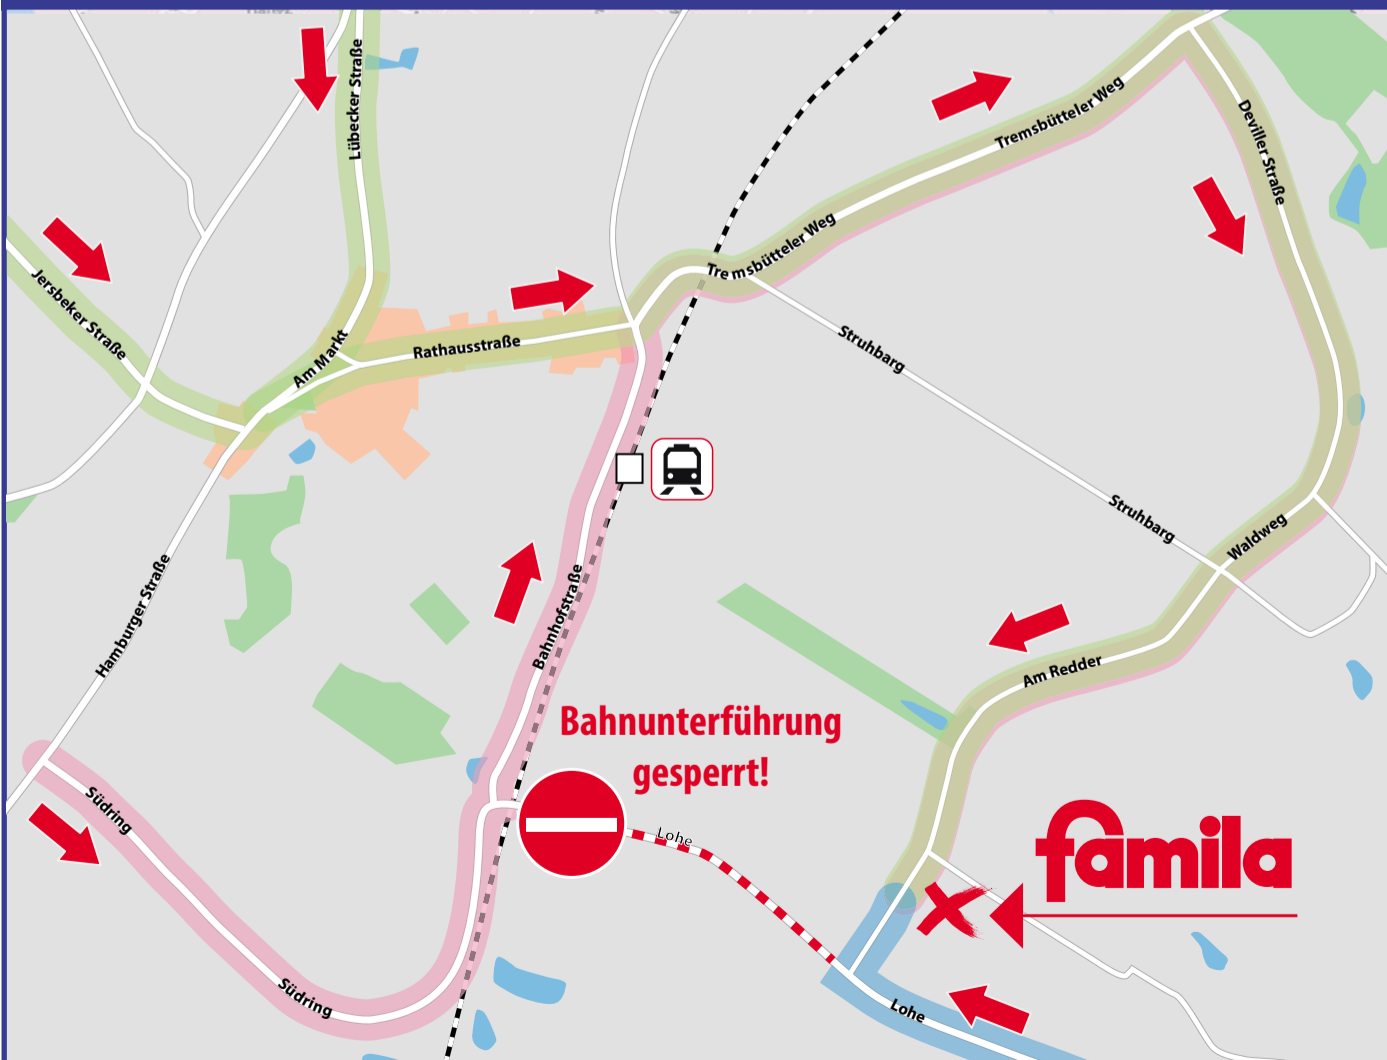 Lübecker Straße
Tremsbütteler Weg
Deviller Straße
Tremsbütteler Weg
Jersbeker Straße
Am Markt
Rathausstraße
Struhbarg
Struhbarg
Waldweg
Hamburger Straße
Bahnhofstraße
Am Redder
Bahnunterführung
gesperrt!
Südring
Lohe
famila
Südring
Lohe